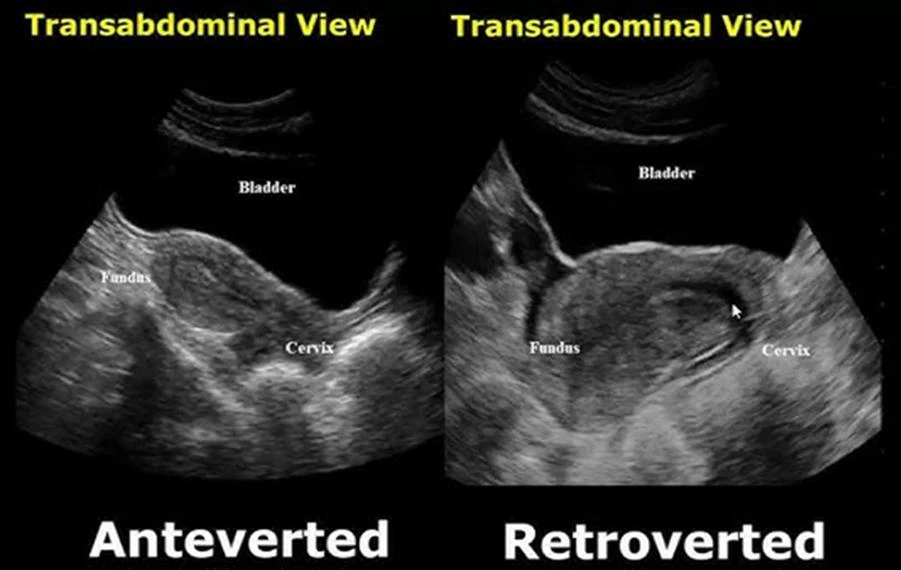 Transabdominal View
Transabdominal View
Bladder
Bladder
Fundus
Cervix
Fundus
Cervix
Anteverted
Retroverted